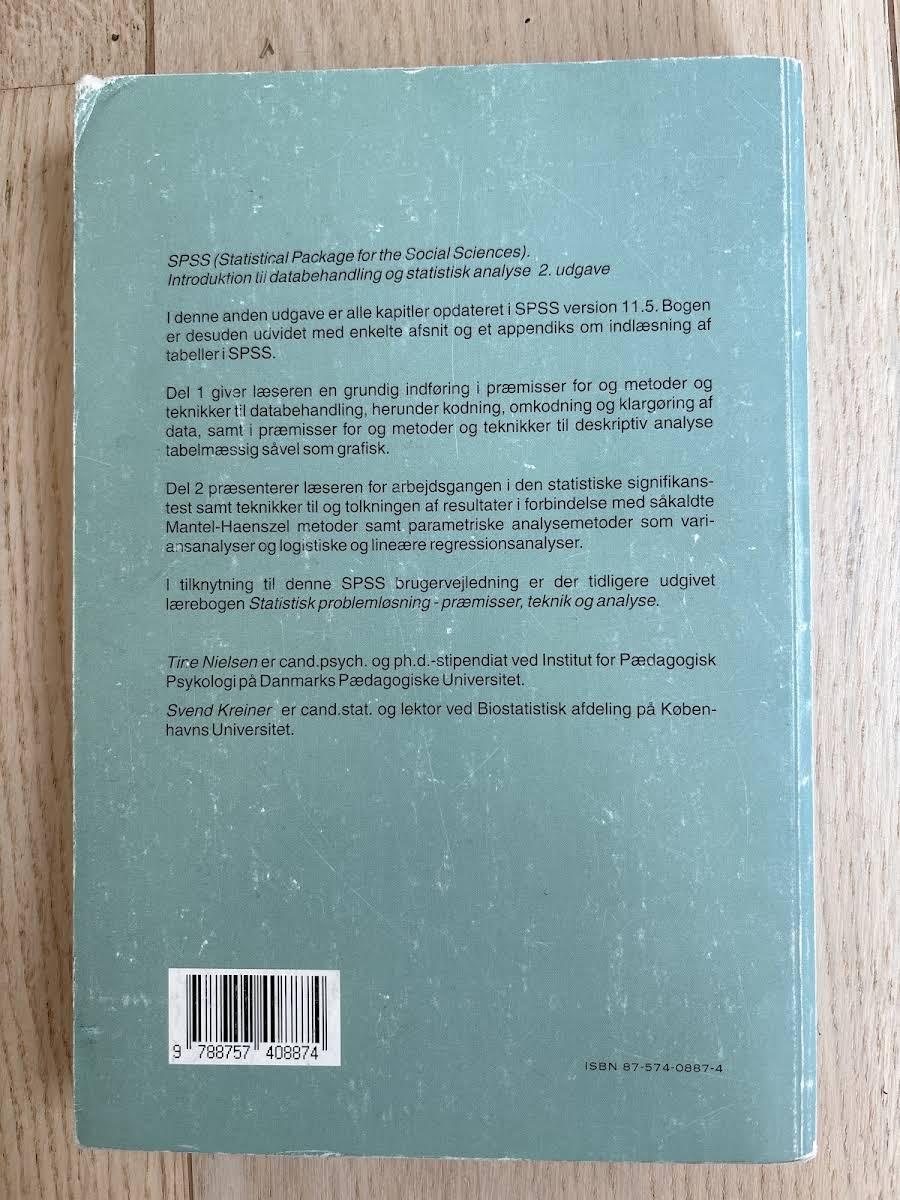 SPSS (Statistical Package for the Social Sciences).
Introduktion til databehandling og statistisk analyse 2. udgave
I denne anden udgave er alle kapitler opdateret i SPSS version 11.5. Bogen
er desuden udvidet med enkelte afsnit og et appendiks om indlæsning af
tabeller i SPSS.
Del 1 giver læseren en grundig indføring i præmisser for og metoder og
teknikker til databehandling, herunder kodning, omkodning og klargøring af
data, samt i præmisser for og metoder og teknikker til deskriptiv analyse
tabelmæssig såvel som grafisk.
Del 2 præsenterer læseren for arbejdsgangen i den statistiske signifikans-
test samt teknikker til og tolkningen af resultater i forbindelse med såkaldte
Mantel-Haenszel metoder samt parametriske analysemetoder som vari-
ansanalyser og logistiske og lineære regressionsanalyser.
I tilknytning til denne SPSS brugervejledning er der tidligere udgivet
lærebogen Statistisk problemløsning - præmisser, teknik og analyse.
Tine Nielsen er cand.psych. og ph.d.-stipendiat ved Institut for Pædagogisk
Psykologi på Danmarks Pædagogiske Universitet.
Svend Kreiner er cand.stat. og lektor ved Biostatistisk afdeling på Køben-
havns Universitet.
9 788757 408874
ISBN 87-574-0887-4